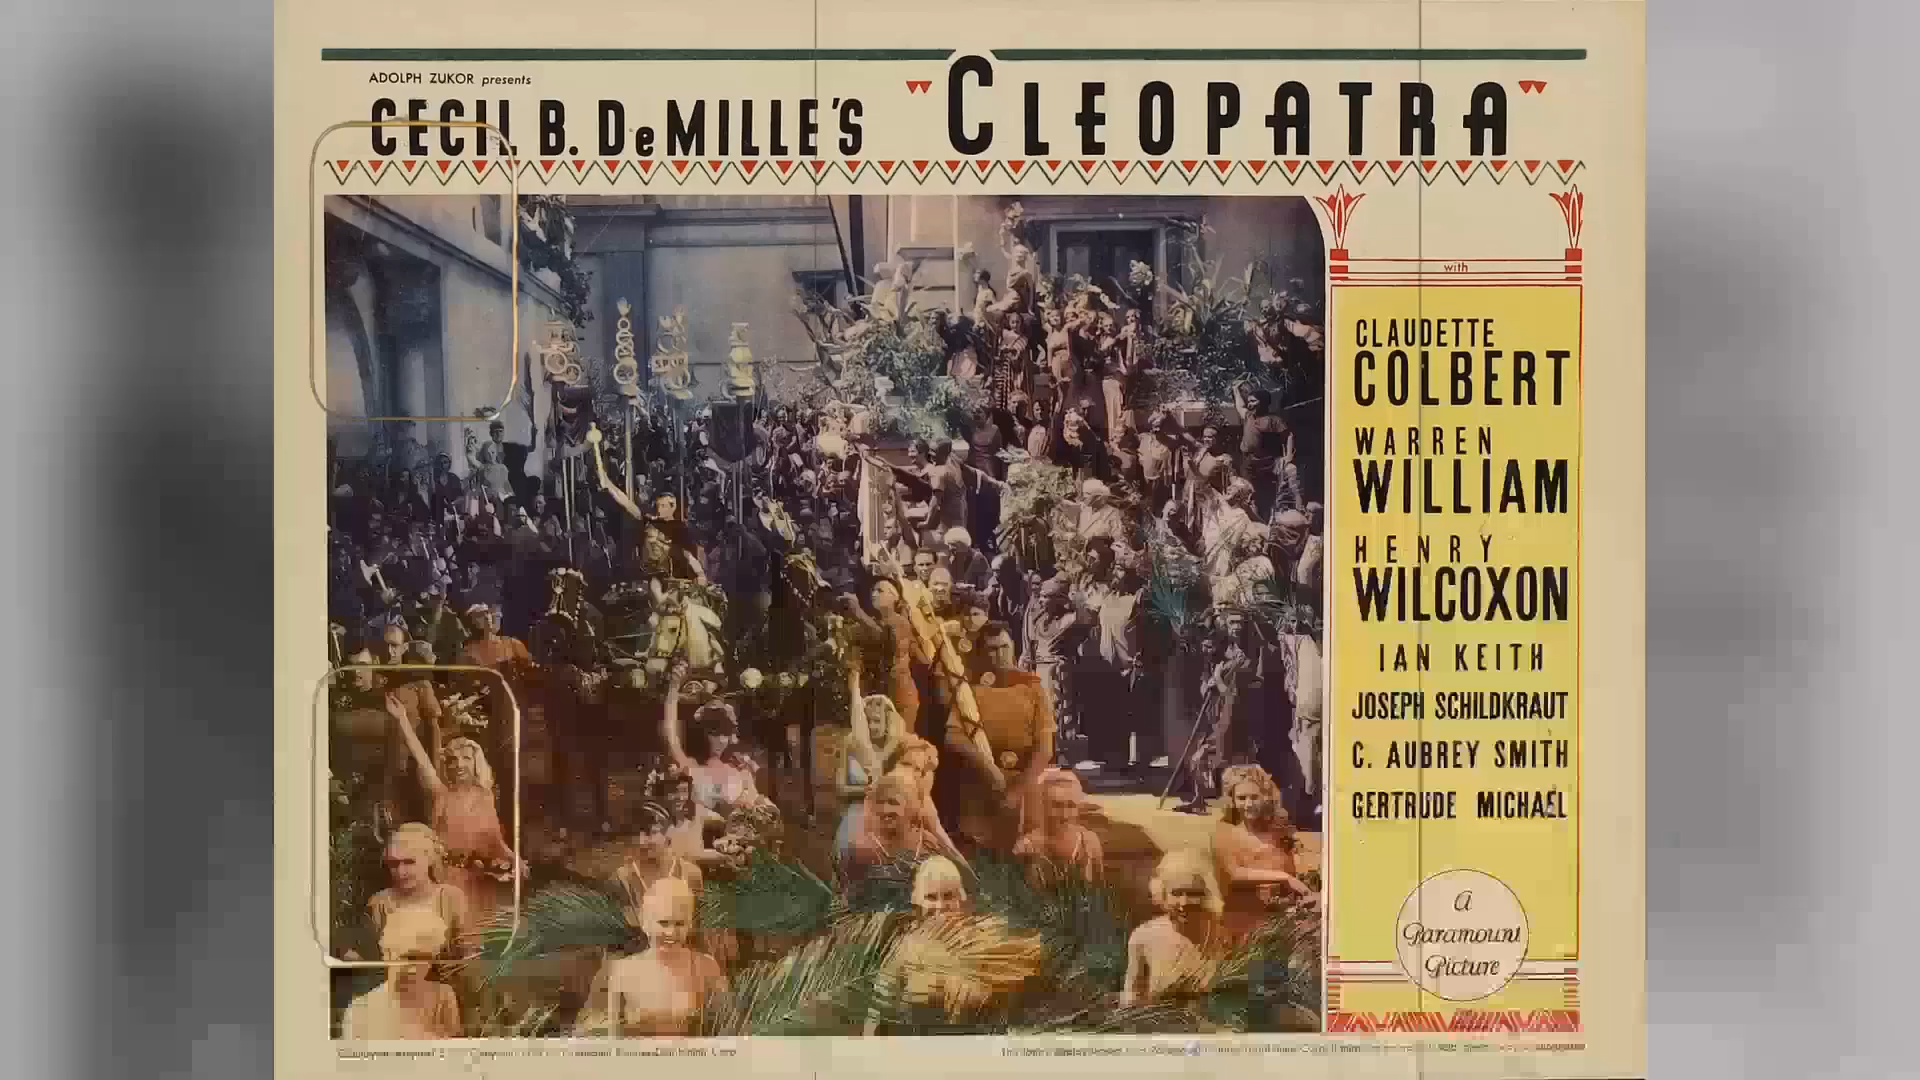 ADOLPH ZUKOR presents
CECIL B. DeMILLE'S "CLEOPATRA"
with
CLAUDETTE
COLBERT
WARREN
WILLIAM
HENRY
WILCOXON
IAN KEITH
JOSEPH SCHILDKRAUT
C. AUBREY SMITH
GERTRUDE MICHAEL
A
Paramount
Picture